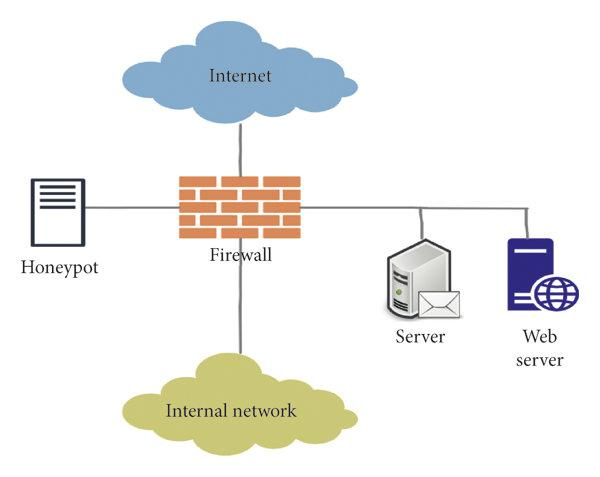 Internet
Honeypot
Firewall
Server
Web
server
Internal network